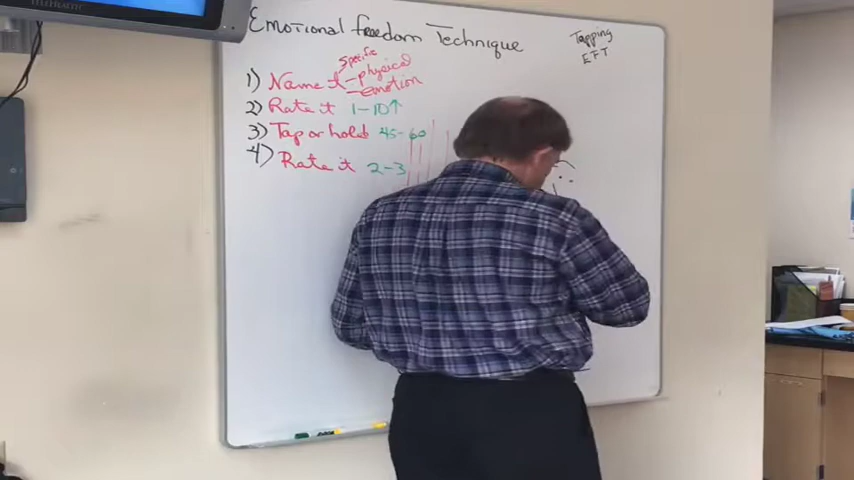 Emotional freedom Technique
Tapping
EFT
specific
1) Name it - physical
- emotion
2) Rate it 1-10↑
3) Tap or hold 45-60
4) Rate it 2-3